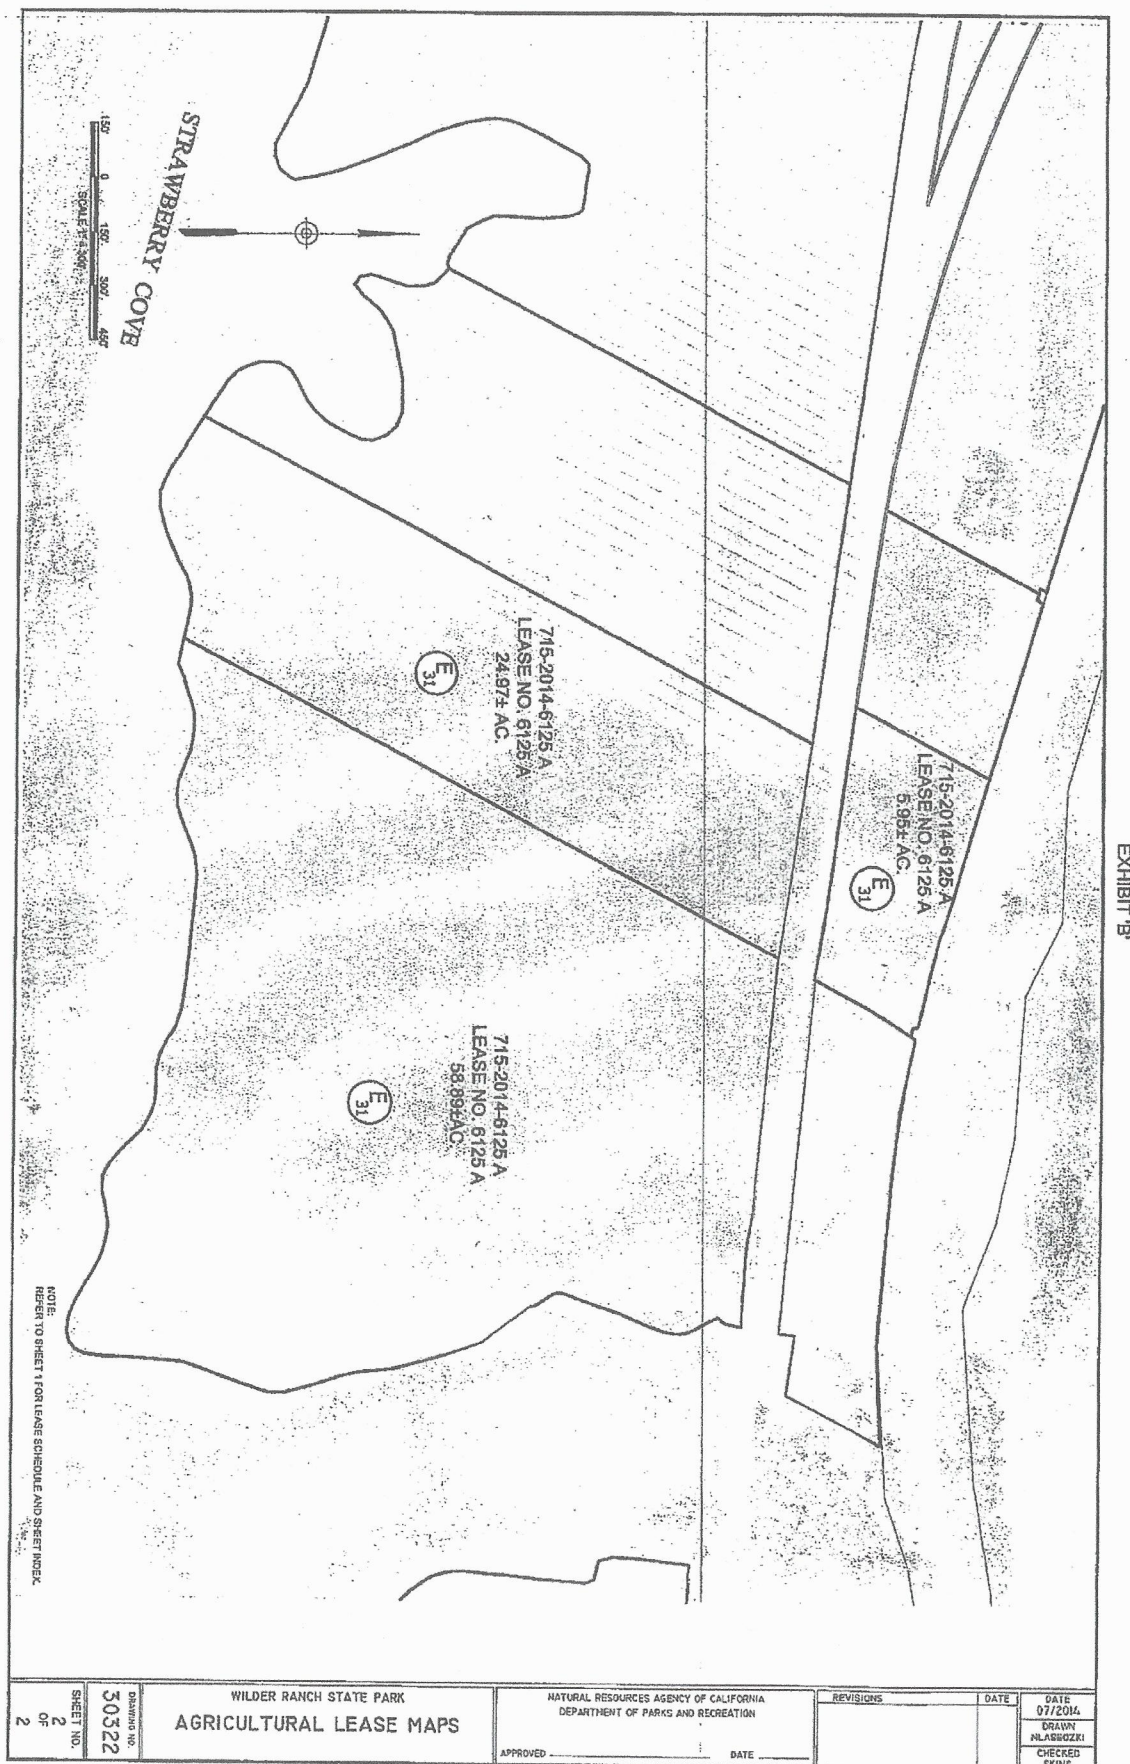 EXHIBIT 'B'
STRAWBERRY COVE
150' 0 150' 300' 450'
SCALE 1"=300'
715-2014-6125 A
LEASE NO. 6125 A
24.97± AC.
E
31
715-2014-6125 A
LEASE NO. 6125 A
5.95± AC.
E
31
715-2014-6125 A
LEASE NO. 6125 A
58.89± AC.
E
31
NOTE:
REFER TO SHEET 1 FOR LEASE SCHEDULE AND SHEET INDEX.
SHEET NO.
2
OF
2
DRAWING NO.
30322
WILDER RANCH STATE PARK
AGRICULTURAL LEASE MAPS
NATURAL RESOURCES AGENCY OF CALIFORNIA
DEPARTMENT OF PARKS AND RECREATION
APPROVED DATE
REVISIONS DATE
DATE
07/2014
DRAWN
CHECKED